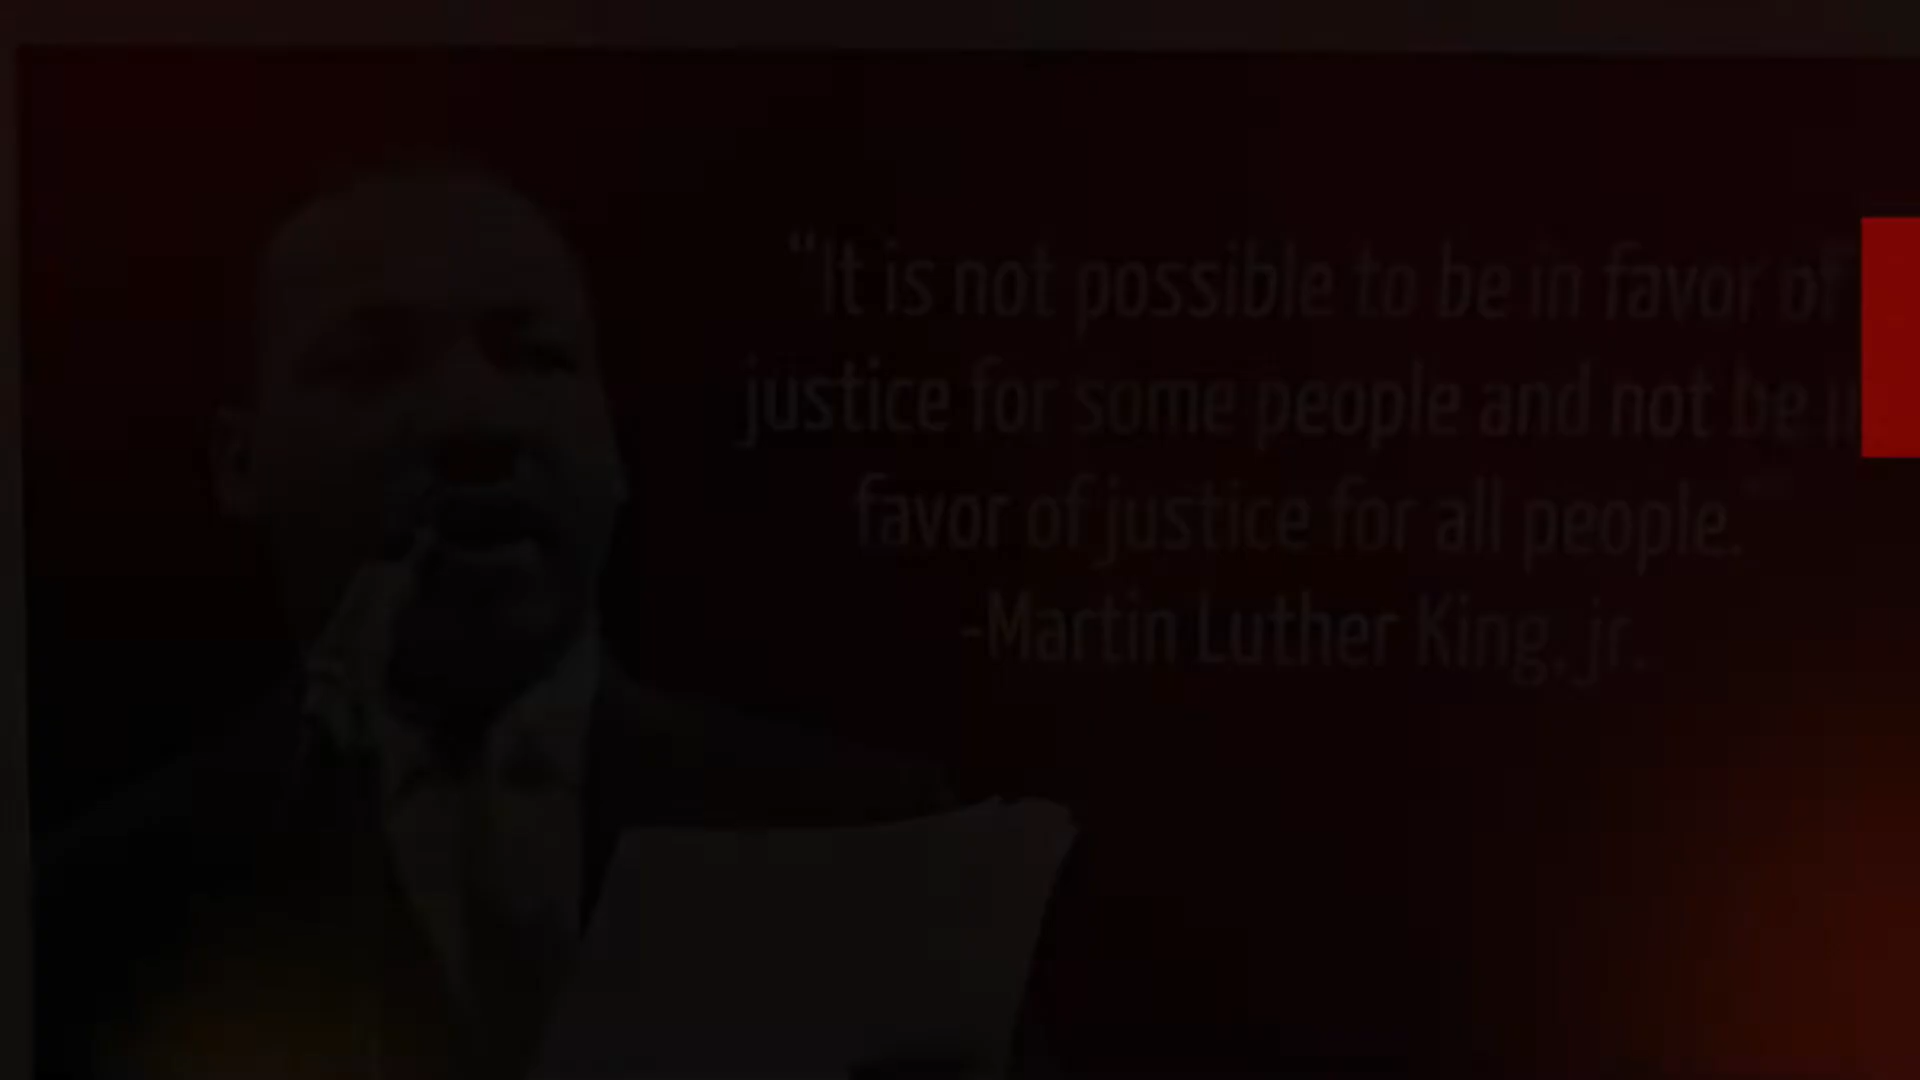 “It is not possible to be in favor of
justice for some people and not be
favor of justice for all people.”
-Martin Luther King, jr.